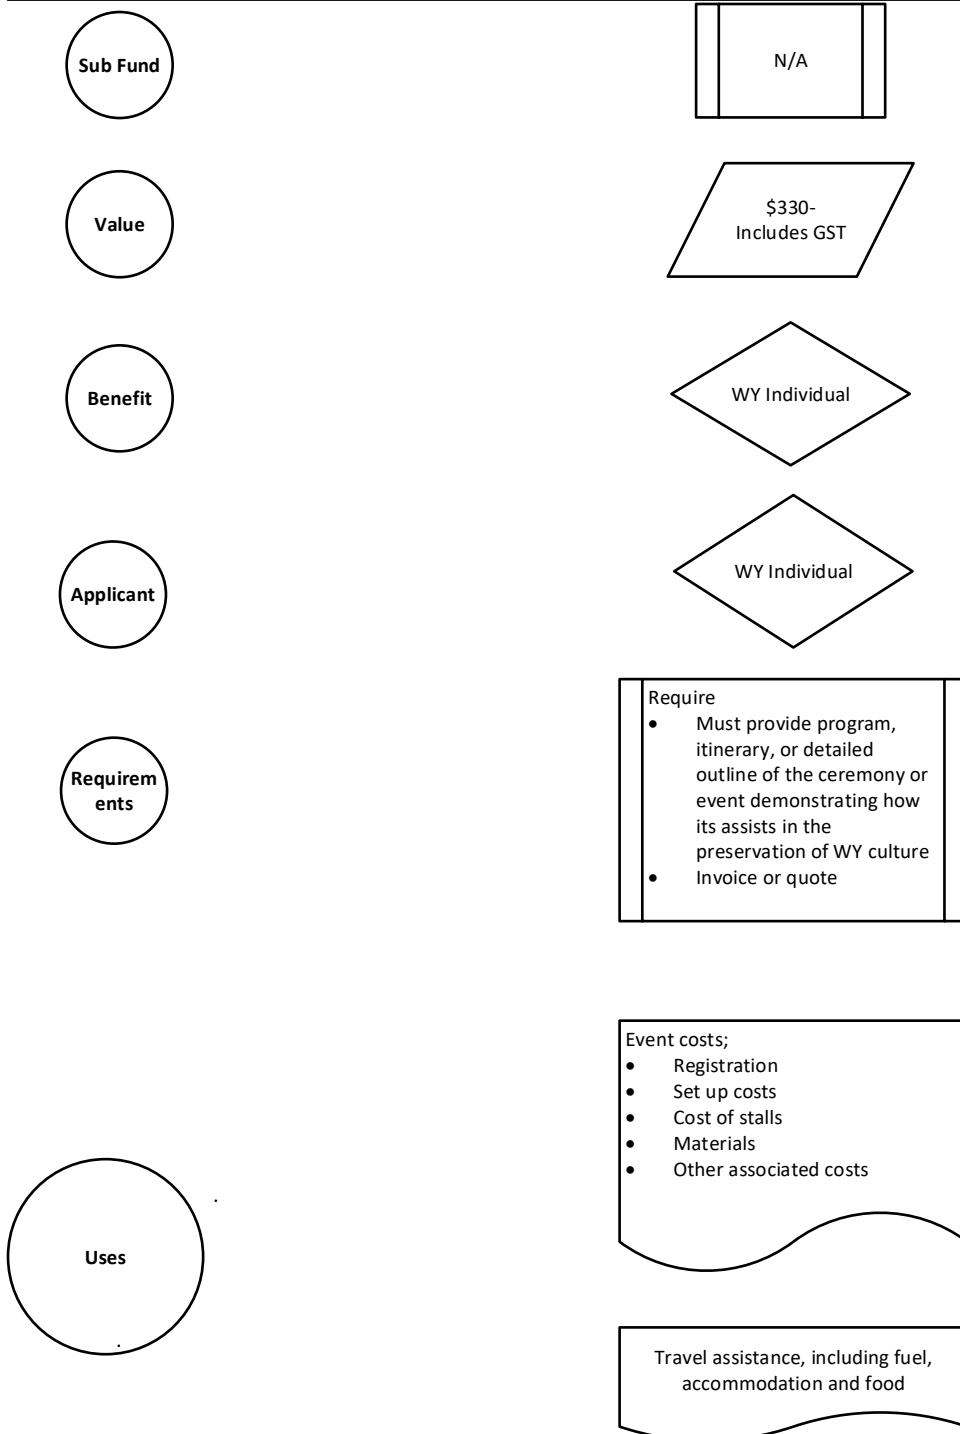 Sub Fund
N/A
Value
$330-
Includes GST
Benefit
WY Individual
Applicant
WY Individual
Requirem
ents
Require
• Must provide program,
itinerary, or detailed
outline of the ceremony or
event demonstrating how
its assists in the
preservation of WY culture
• Invoice or quote
Event costs;
• Registration
• Set up costs
• Cost of stalls
• Materials
• Other associated costs
Uses
Travel assistance, including fuel,
accommodation and food